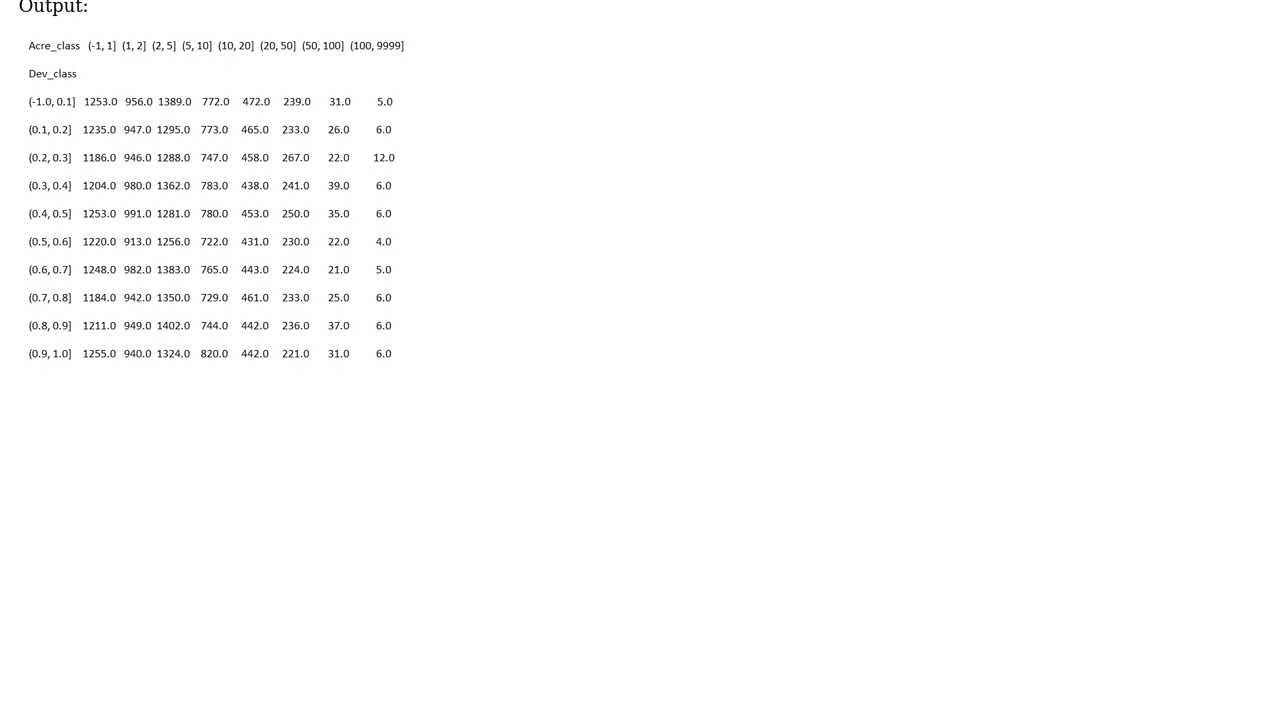 Output:
Acre_class (-1, 1] (1, 2] (2, 5] (5, 10] (10, 20] (20, 50] (50, 100] (100, 9999]
Dev_class
(-1.0, 0.1] 1253.0 956.0 1389.0 772.0 472.0 239.0 31.0 5.0
(0.1, 0.2] 1235.0 947.0 1295.0 773.0 465.0 233.0 26.0 6.0
(0.2, 0.3] 1186.0 946.0 1288.0 747.0 458.0 267.0 22.0 12.0
(0.3, 0.4] 1204.0 980.0 1362.0 783.0 438.0 241.0 39.0 6.0
(0.4, 0.5] 1253.0 991.0 1281.0 780.0 453.0 250.0 35.0 6.0
(0.5, 0.6] 1220.0 913.0 1256.0 722.0 431.0 230.0 22.0 4.0
(0.6, 0.7] 1248.0 982.0 1383.0 765.0 443.0 224.0 21.0 5.0
(0.7, 0.8] 1184.0 942.0 1350.0 729.0 461.0 233.0 25.0 6.0
(0.8, 0.9] 1211.0 949.0 1402.0 744.0 442.0 236.0 37.0 6.0
(0.9, 1.0] 1255.0 940.0 1324.0 820.0 442.0 221.0 31.0 6.0